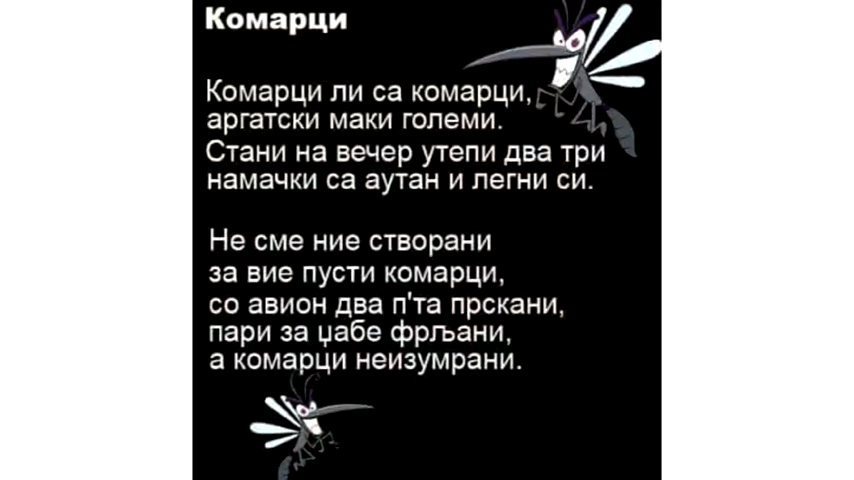 Комарци
Комарци ли са комарци,
аргатски маки големи.
Стани на вечер утепи два три
намачки са аутан и легни си.
Не сме ние створани
за вие пусти комарци,
со авион два п'та прскани,
пари за џабе фрљани,
а комарци неизумрани.